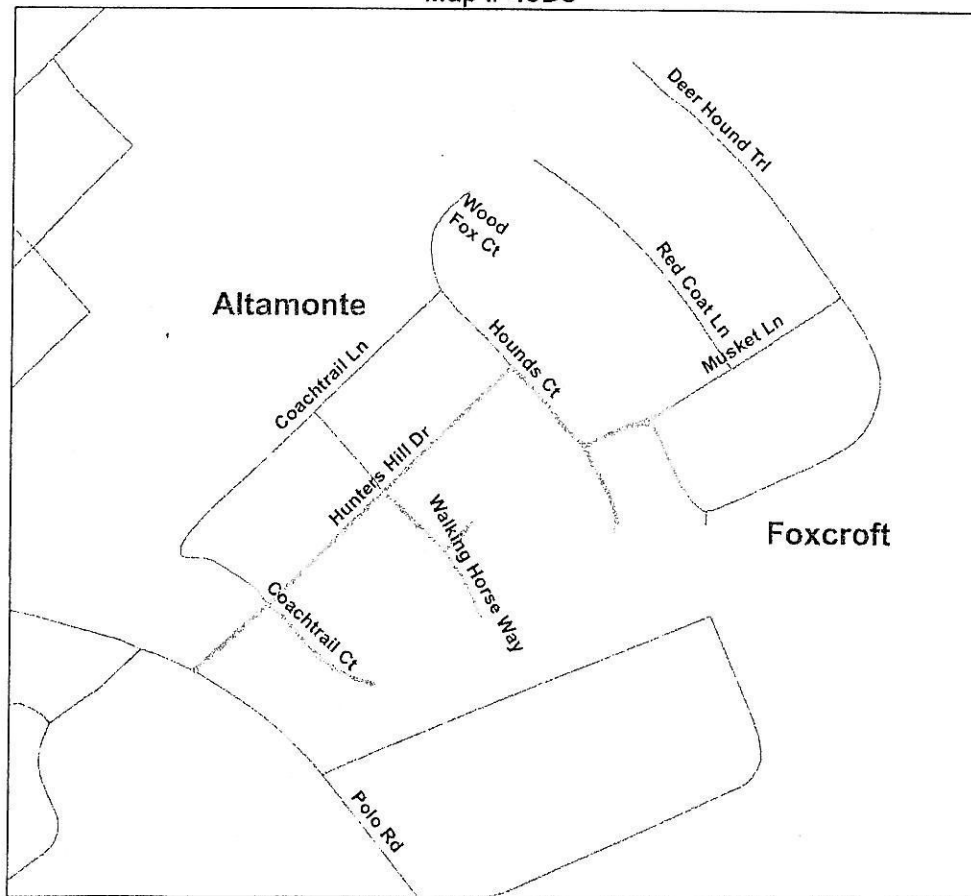 Deer Hound Trl
Wood
Fox Ct
Red Coat Ln
Altamonte
Hounds Ct
Musket Ln
Coachtrail Ln
Hunters Hill Dr
Walking Horse Way
Foxcroft
Coachtrail Ct
Polo Rd